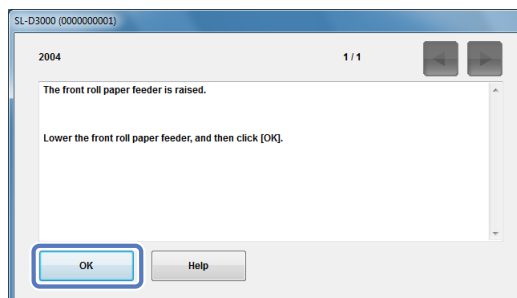 SL-D3000 (0000000001)
2004 1 / 1
The front roll paper feeder is raised.
Lower the front roll paper feeder, and then click [OK].
OK Help